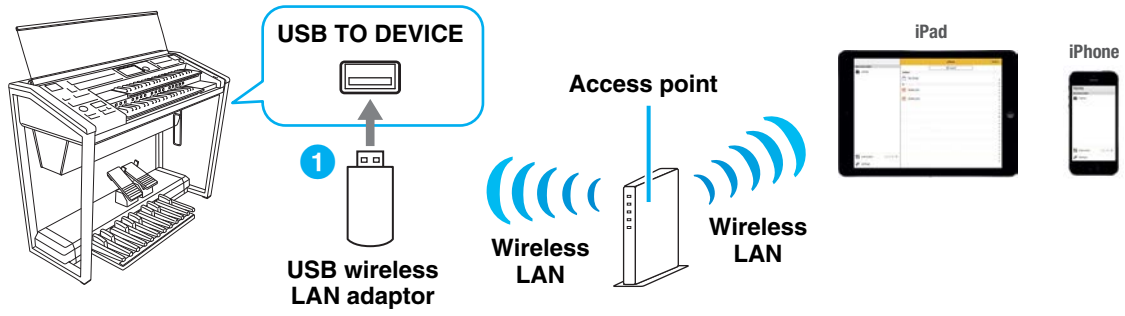 USB TO DEVICE
1
USB wireless
LAN adaptor
Access point
Wireless
LAN
Wireless
LAN
iPad
iPhone